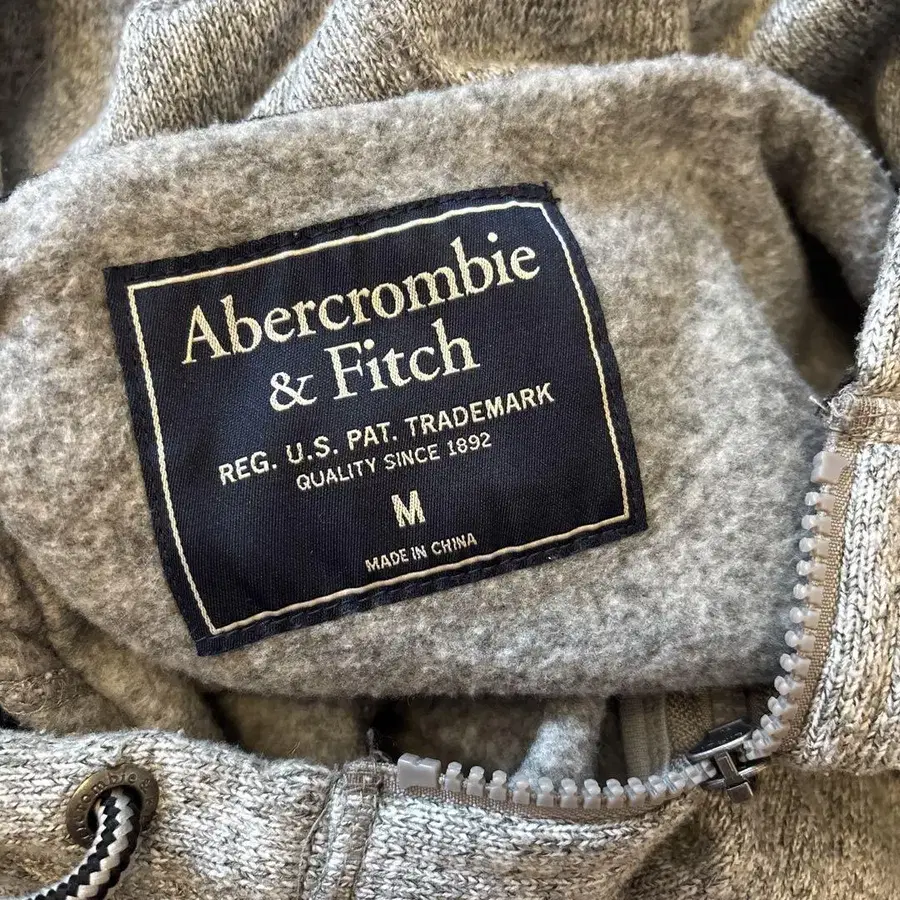 Abercrombie
& Fitch
REG. U.S. PAT. TRADEMARK
QUALITY SINCE 1892
M
MADE IN CHINA